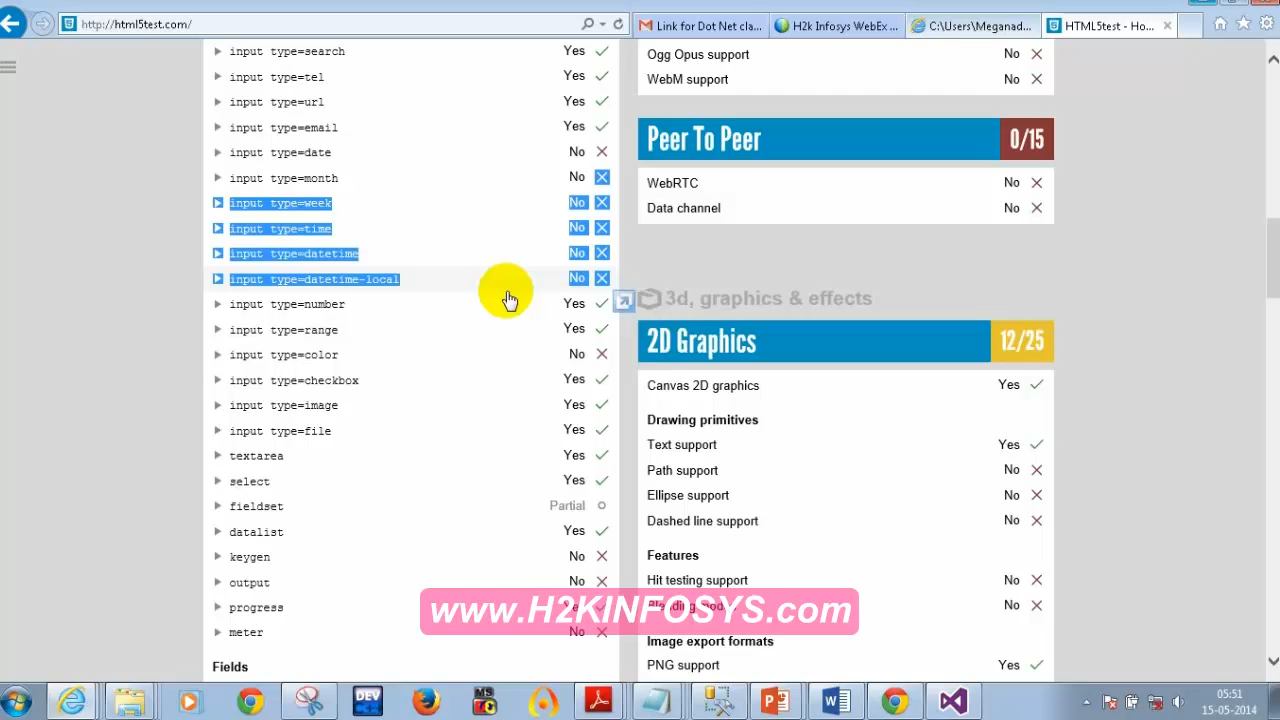 http://html5test.com/
Link for Dot Net cla...
H2k Infosys WebEx ...
C:\Users\Meganad...
HTML5test - Ho...
input type=search Yes
input type=tel Yes
input type=url Yes
input type=email Yes
input type=date No
input type=month No
input type=week No
input type=time No
input type=datetime No
input type=datetime-local No
input type=number Yes
input type=range Yes
input type=color No
input type=checkbox Yes
input type=image Yes
input type=file Yes
textarea Yes
select Yes
fieldset Partial
datalist Yes
keygen No
output No
progress
meter No
Fields
Ogg Opus support No
WebM support No
Peer To Peer 0/15
WebRTC No
Data channel No
3d, graphics & effects
2D Graphics 12/25
Canvas 2D graphics Yes
Drawing primitives
Text support Yes
Path support No
Ellipse support No
Dashed line support No
Features
Hit testing support No
No
Image export formats
PNG support Yes
www.H2KINFOSYS.com
DEV
MS
05:51
15-05-2014